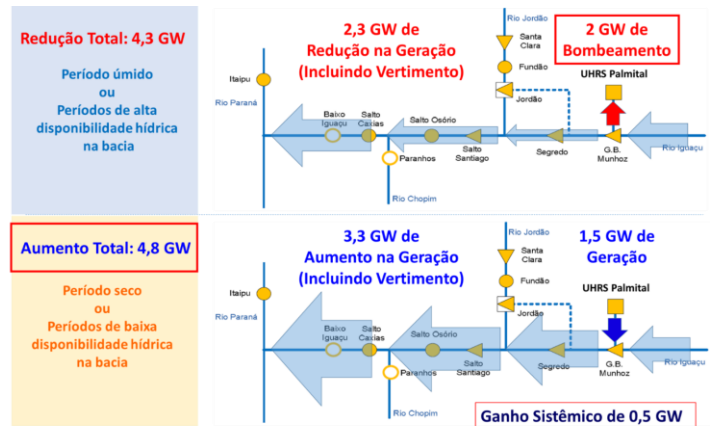 Redução Total: 4,3 GW
Período úmido
ou
Períodos de alta
disponibilidade hídrica
na bacia
2,3 GW de
Redução na Geração
(Incluindo Vertimento)
2 GW de
Bombeamento
UHRS Palmital
Rio Jordão
Santa
Clara
Fundão
Jordão
Itaipu
Rio Paraná
Baixo
Iguaçu
Salto
Caxias
Salto Osório
Paranhos
Salto
Santiago
Segredo
G.B.
Munhoz
Rio Iguaçu
Rio Chopim
Aumento Total: 4,8 GW
Período seco
ou
Períodos de baixa
disponibilidade hídrica
na bacia
3,3 GW de
Aumento na Geração
(Incluindo Vertimento)
1,5 GW de
Geração
UHRS Palmital
Rio Jordão
Santa
Clara
Fundão
Jordão
Itaipu
Rio Paraná
Baixo
Iguaçu
Salto
Caxias
Salto Osório
Paranhos
Salto
Santiago
Segredo
G.B.
Munhoz
Rio Iguaçu
Rio Chopim
Ganho Sistêmico de 0,5 GW